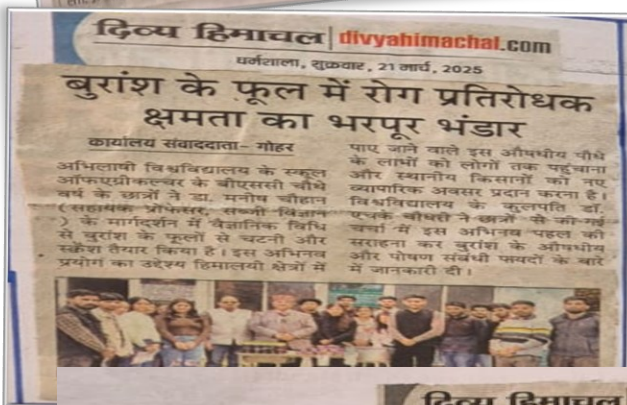 दिव्य हिमाचल | divyahimachal.com
धर्मशाला, शुक्रवार, 21 मार्च, 2025
बुरांश के फूल में रोग प्रतिरोधक
क्षमता का भरपूर भंडार
कार्यालय संवाददाता- गोहर
अभिलाषी विश्वविद्यालय के स्कूल
ऑफएग्रीकल्चर के बीएससी चौथे
वर्ष के छात्रों ने डा. मनीष चौहान
(सहायक प्रोफेसर, सब्जी विज्ञान
) के मार्गदर्शन में वैज्ञानिक विधि
से बुरांश के फूलों से चटनी और
स्क्वैश तैयार किया है। इस अभिनव
प्रयोग का उद्देश्य हिमालयी क्षेत्रों में
पाए जाने वाले इस औषधीय पौधे
के लाभों को लोगों तक पहुंचाना
और स्थानीय किसानों को नए
व्यापारिक अवसर प्रदान करना है।
विश्वविद्यालय के कुलपति डॉ.
एचके चौधरी ने छात्रों से की गई
चर्चा में इस अभिनव पहल की
सराहना कर बुरांश के औषधीय
और पोषण संबंधी फायदों के बारे
में जानकारी दी।
दिव्य हिमाचल